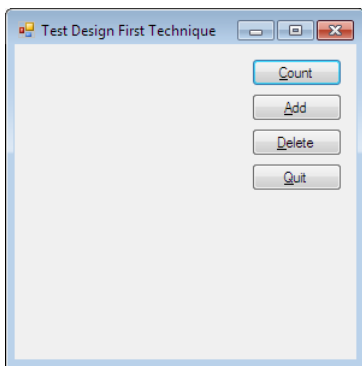 Test Design First Technique
Count
Add
Delete
Quit